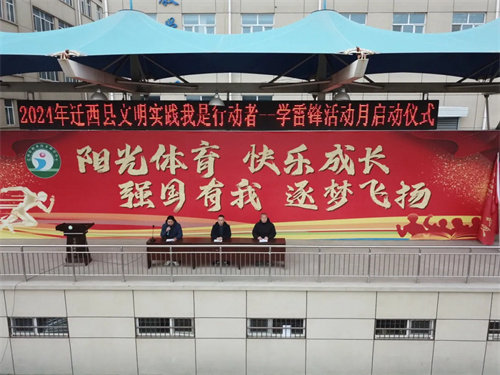 2024年迁西县文明实践我是行动者--学雷锋活动月启动仪式
阳光体育 快乐成长
强国有我 逐梦飞扬